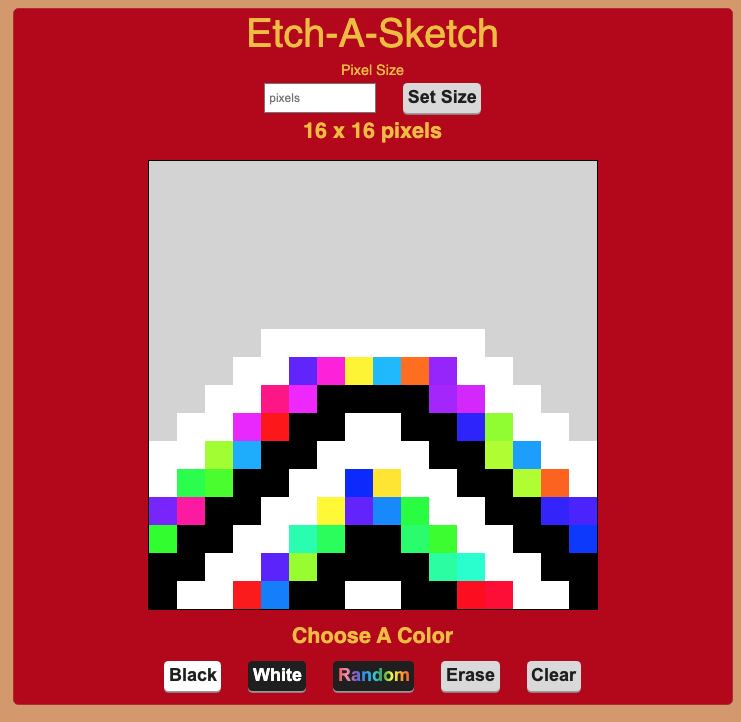 Etch-A-Sketch
Pixel Size
pixels Set Size
16 x 16 pixels
Choose A Color
Black White Random Erase Clear